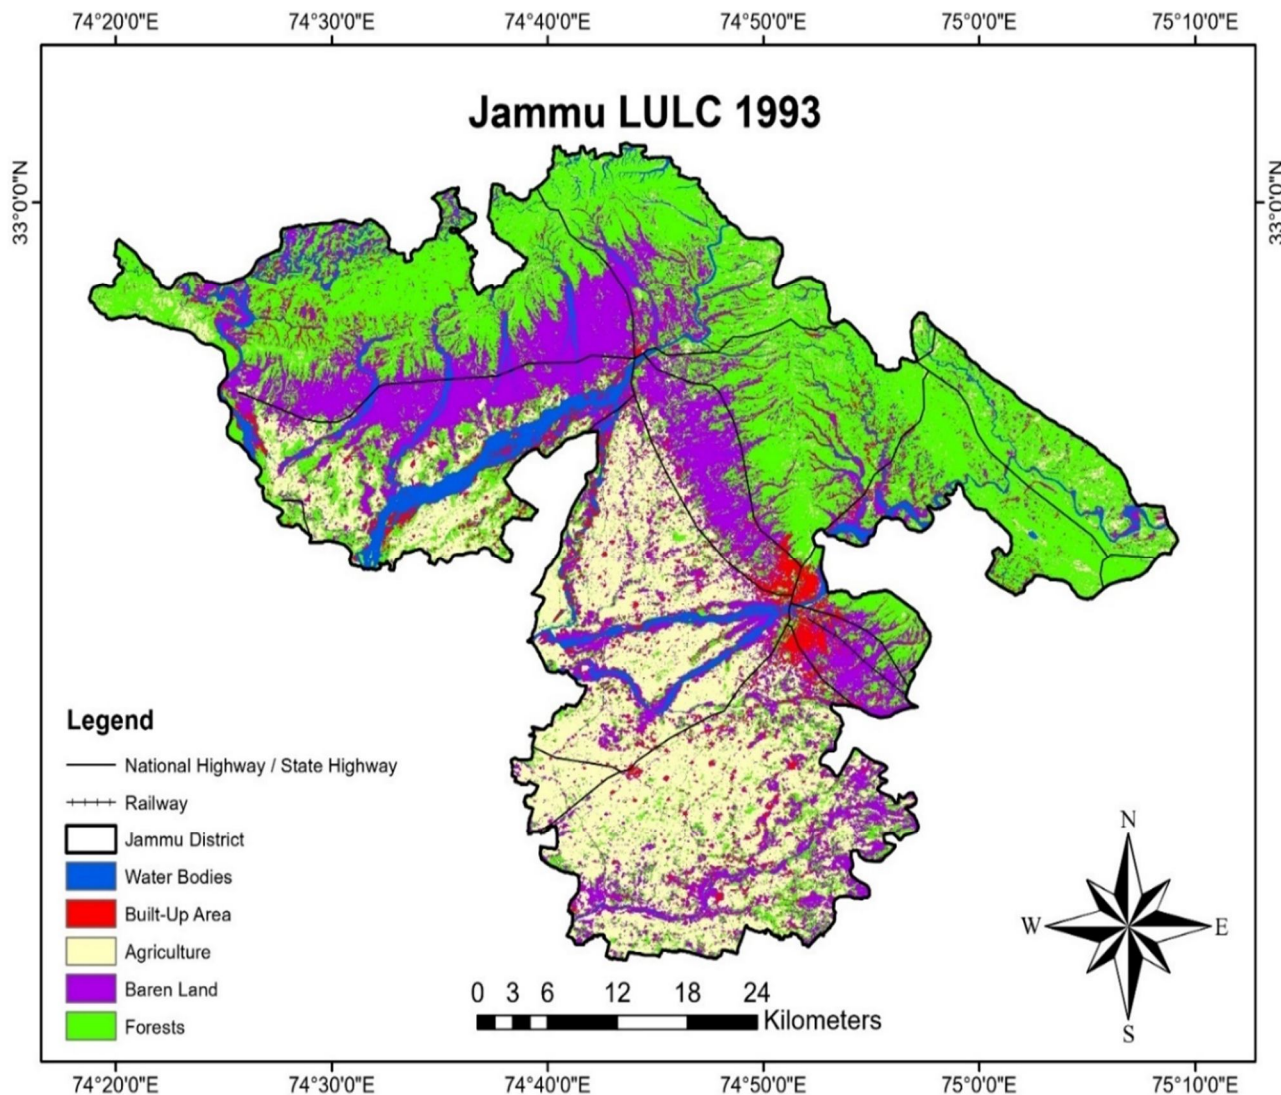 74°20'0"E 74°30'0"E 74°40'0"E 74°50'0"E 75°0'0"E 75°10'0"E
Jammu LULC 1993
33°0'0"N
33°0'0"N
Legend
National Highway / State Highway
Railway
Jammu District
Water Bodies
Built-Up Area
Agriculture
Baren Land
Forests
0 3 6 12 18 24
Kilometers
N
W
E
S
74°20'0"E 74°30'0"E 74°40'0"E 74°50'0"E 75°0'0"E 75°10'0"E